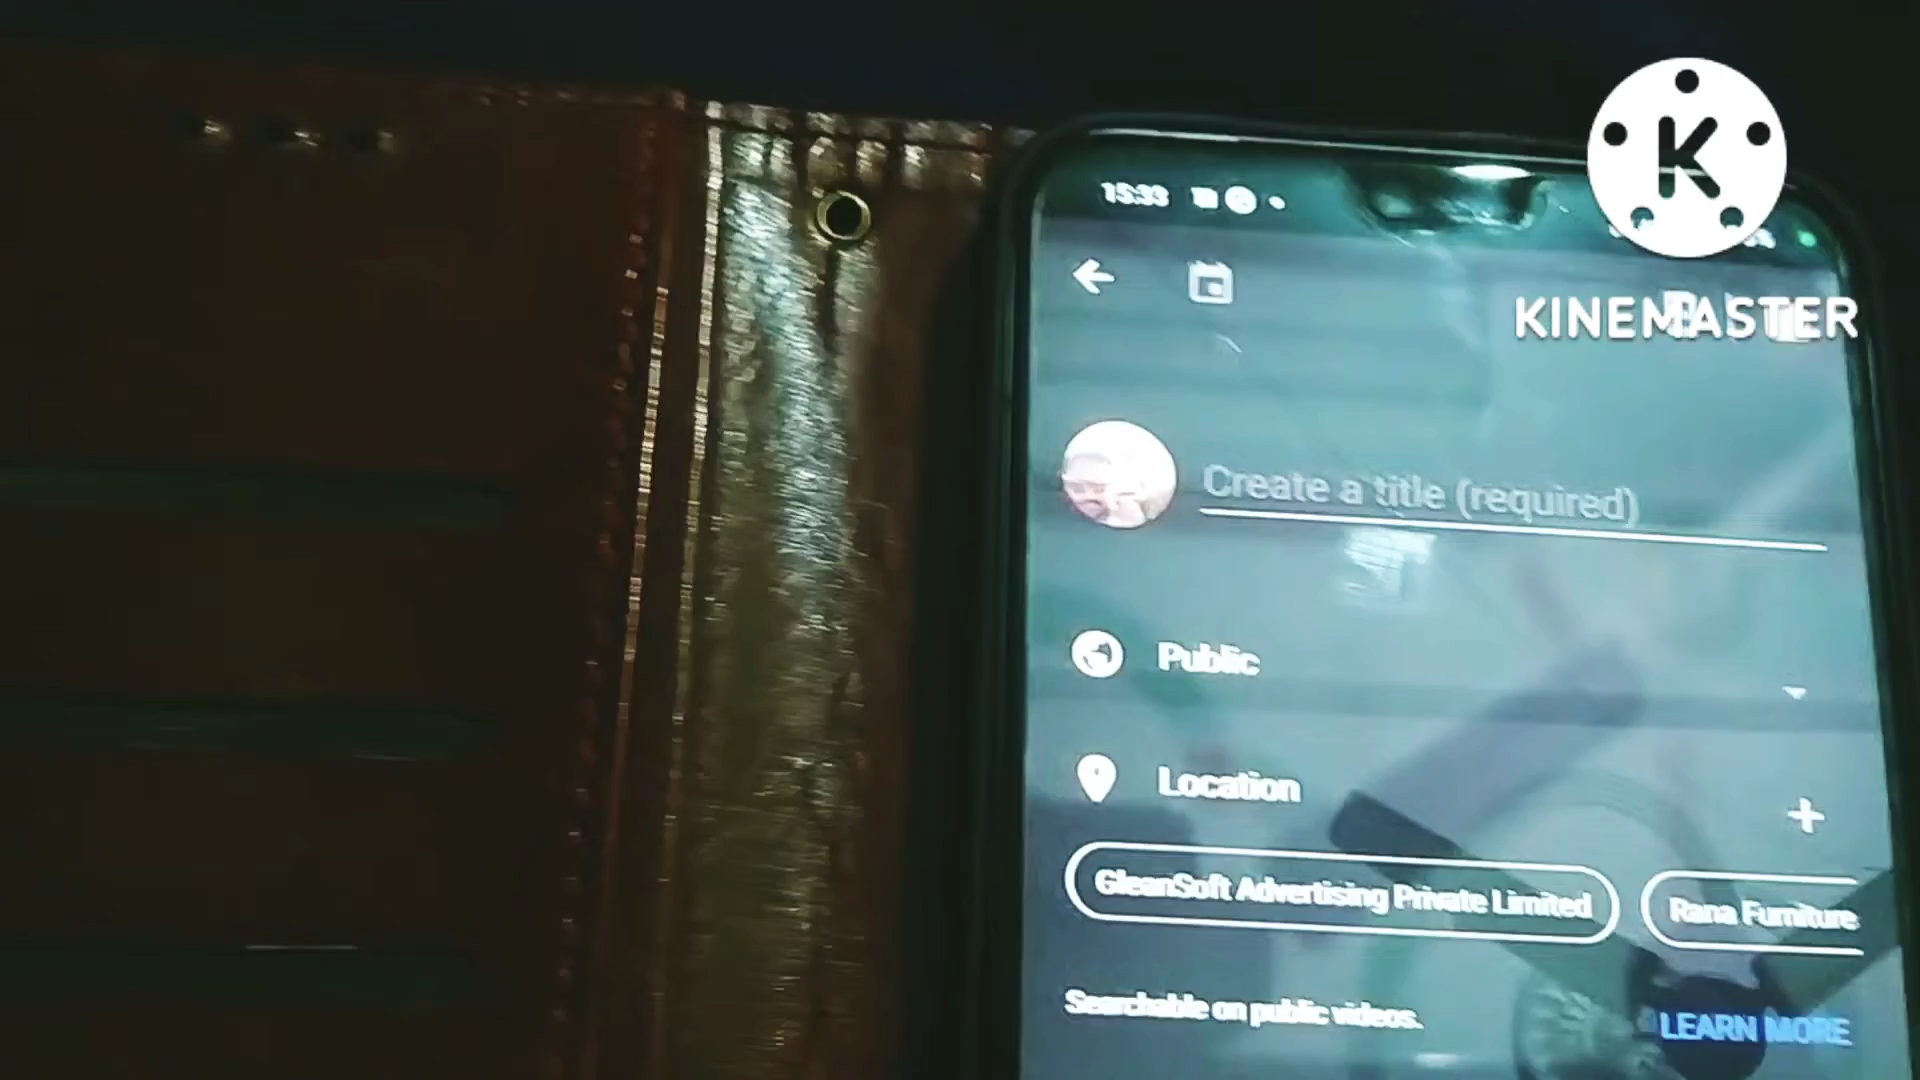 15:33
K
KINEMASTER
Create a title (required)
Public
Location
GleanSoft Advertising Private Limited
Rana Furniture
Searchable on public videos.
LEARN MORE